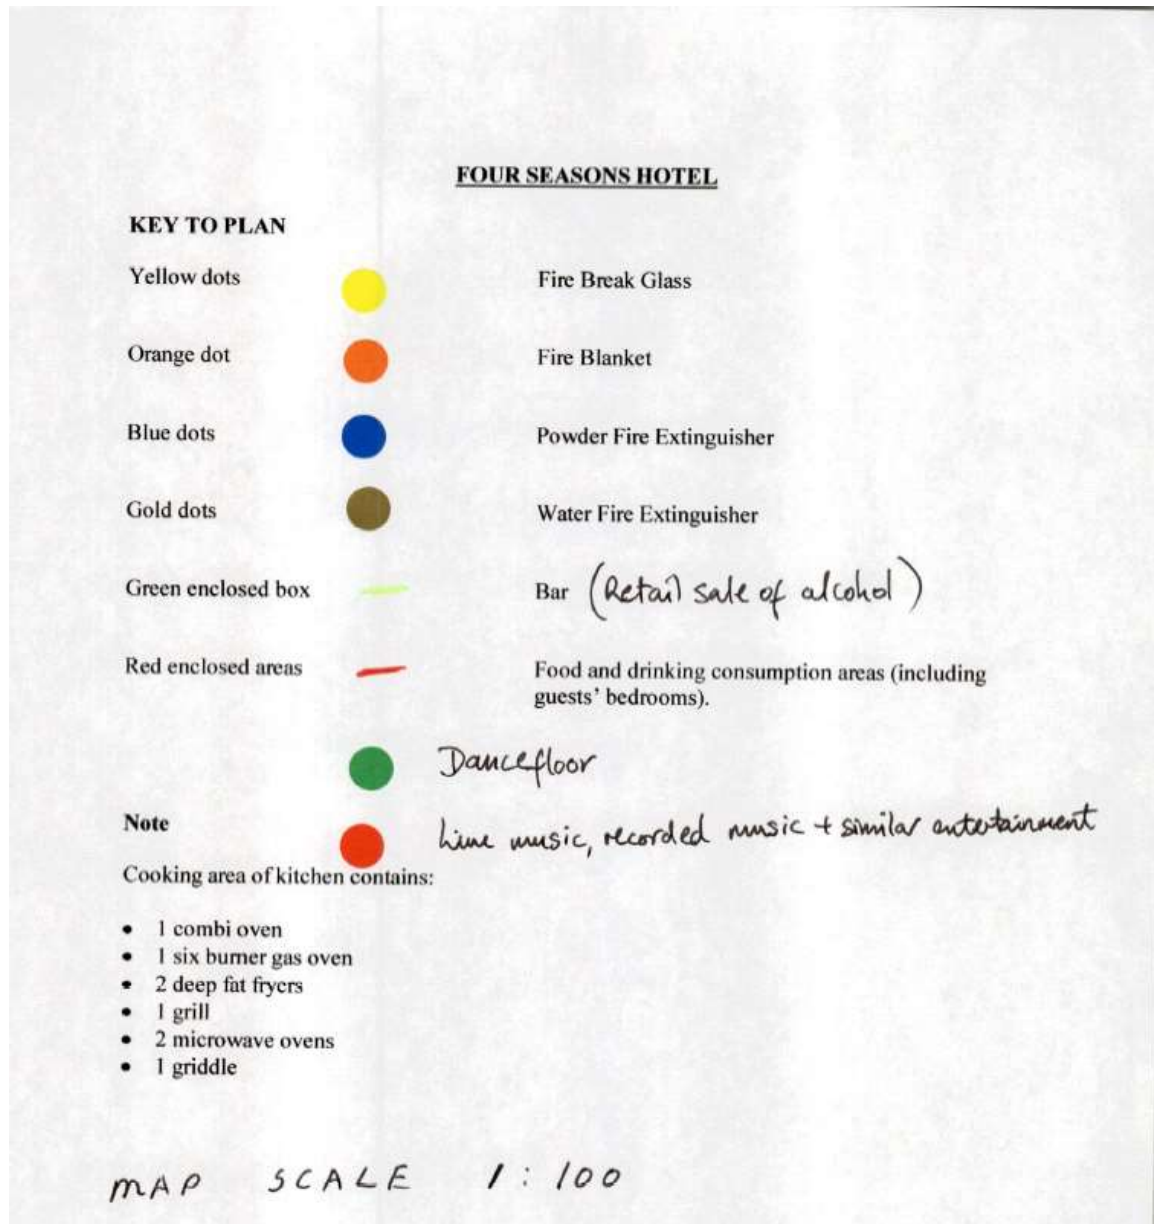 FOUR SEASONS HOTEL
KEY TO PLAN
Yellow dots Fire Break Glass
Orange dot Fire Blanket
Blue dots Powder Fire Extinguisher
Gold dots Water Fire Extinguisher
Green enclosed box Bar (Retail sale of alcohol)
Red enclosed areas Food and drinking consumption areas (including
guests' bedrooms).
Dancefloor
Note Live music, recorded music + similar entertainment
Cooking area of kitchen contains:
• 1 combi oven
• 1 six burner gas oven
• 2 deep fat fryers
• 1 grill
• 2 microwave ovens
• 1 griddle
MAP SCALE 1:100